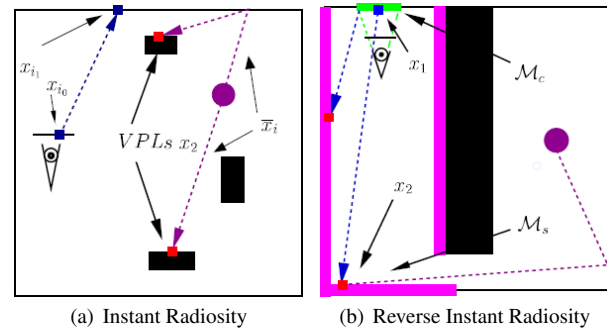 x_{i_1}
x_{i_0}
VPLs x_2
\overline{x}_i
x_1
\mathcal{M}_c
x_2
\mathcal{M}_s
(a) Instant Radiosity
(b) Reverse Instant Radiosity